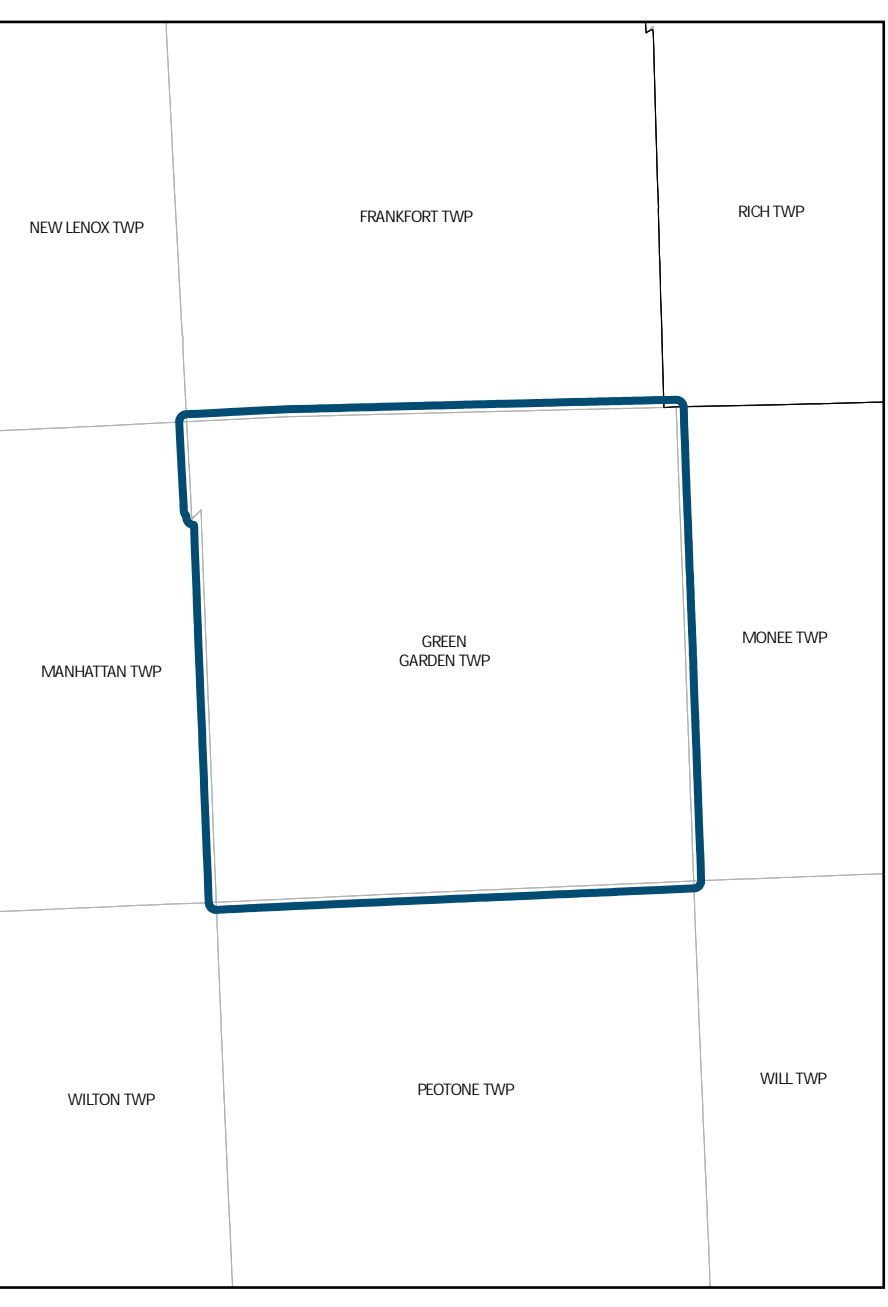 NEW LENOX TWP
FRANKFORT TWP
RICH TWP
MANHATTAN TWP
GREEN
GARDEN TWP
MONEE TWP
WILTON TWP
PEOTONE TWP
WILL TWP